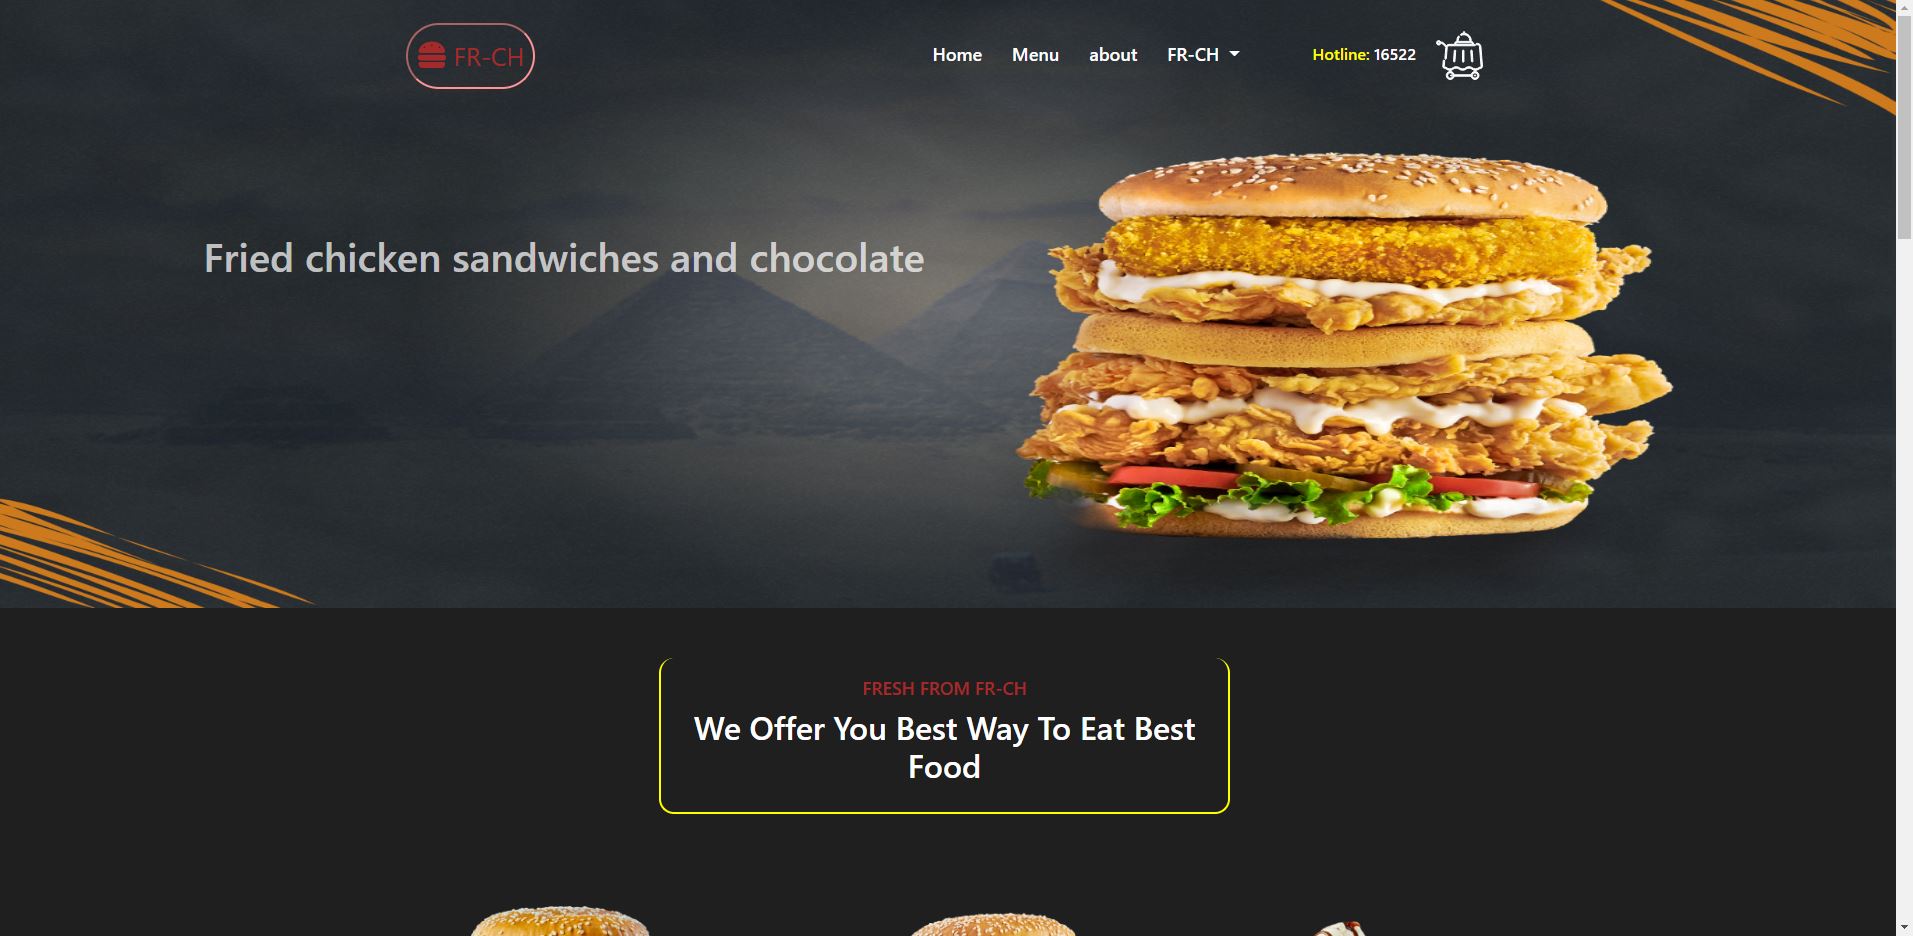 FR-CH
Home Menu about FR-CH Hotline: 16522
Fried chicken sandwiches and chocolate
FRESH FROM FR-CH
We Offer You Best Way To Eat Best
Food